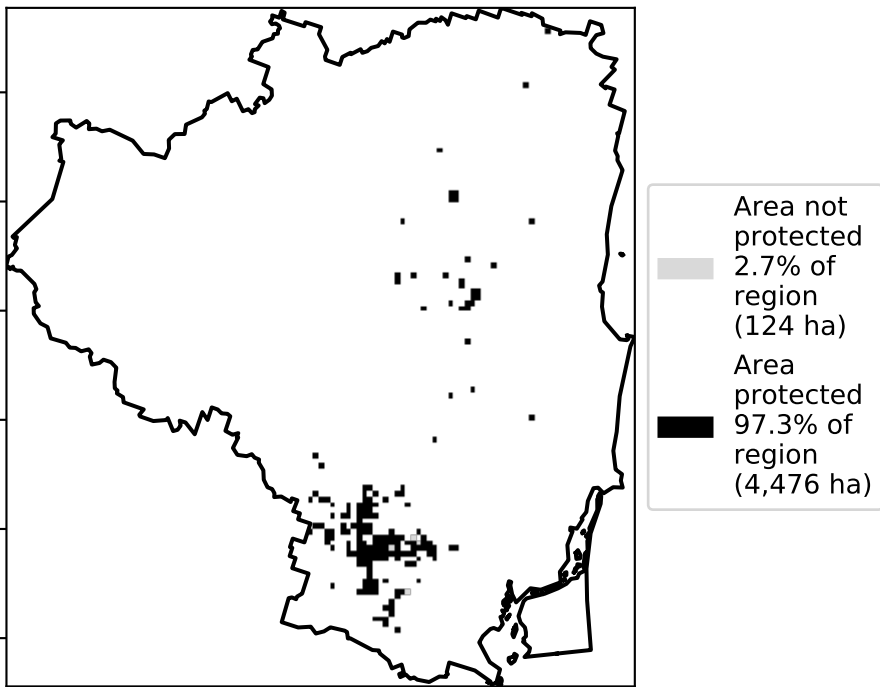 Area not
protected
2.7% of
region
(124 ha)
Area
protected
97.3% of
region
(4,476 ha)